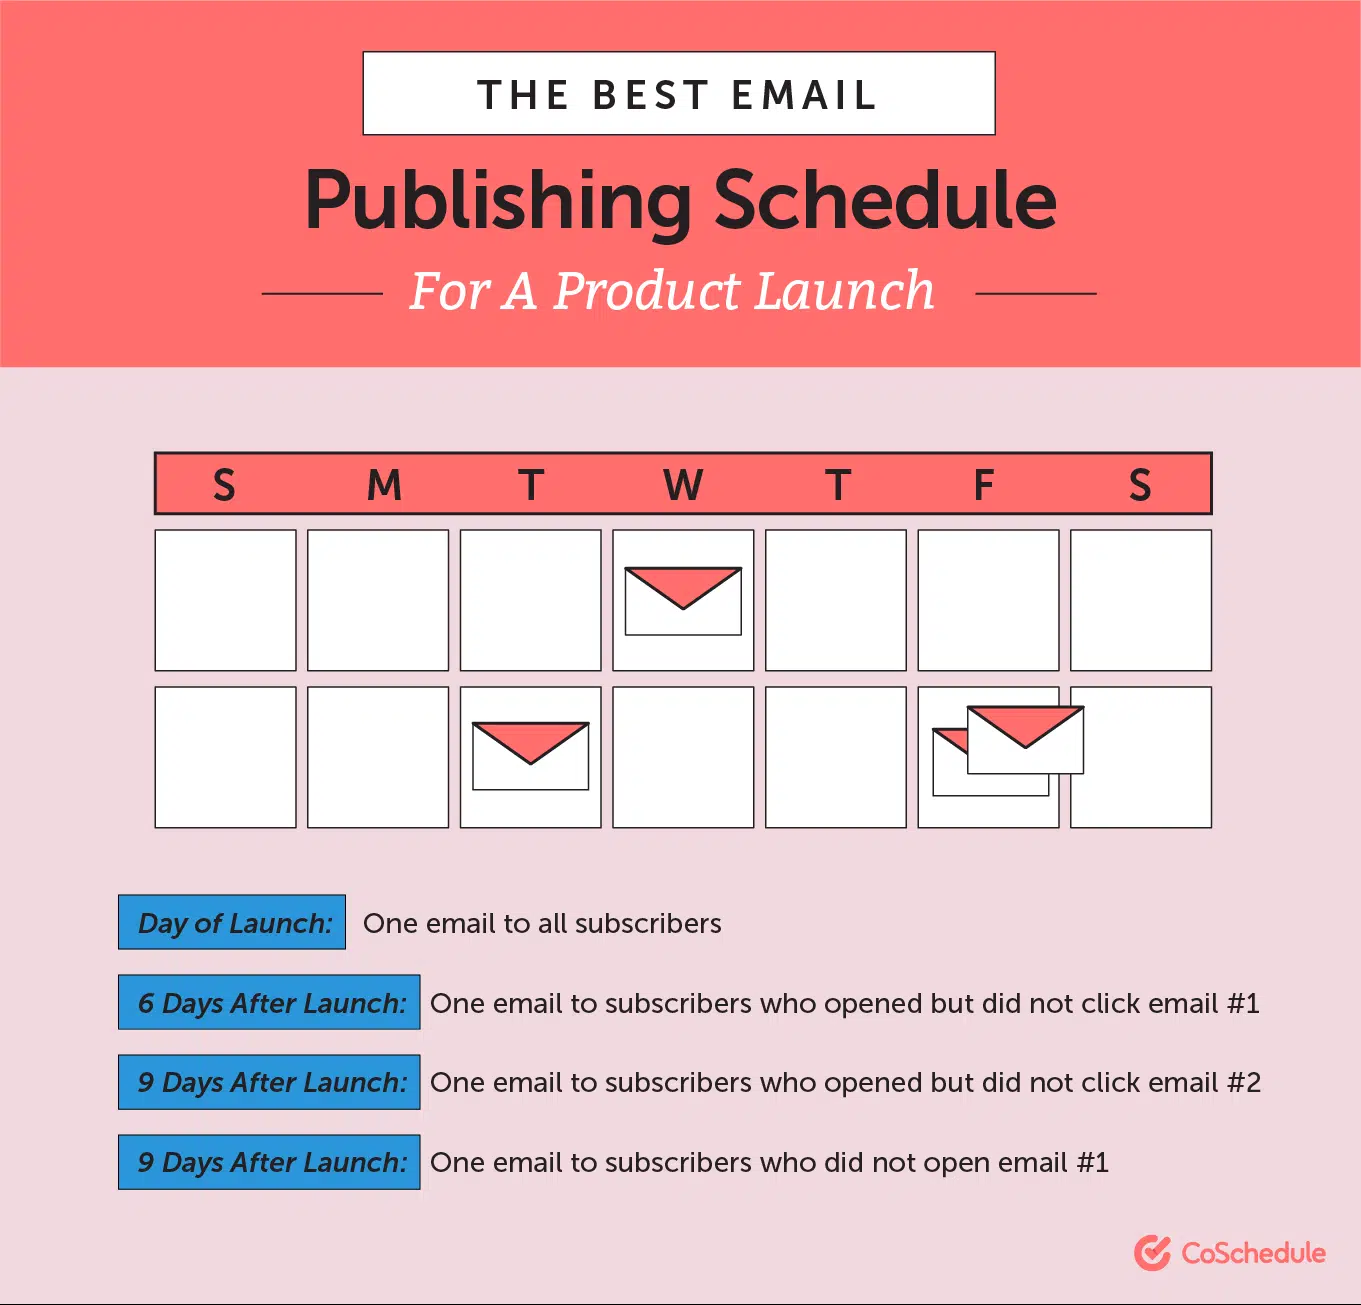 THE BEST EMAIL
Publishing Schedule
For A Product Launch
S M T W T F S
Day of Launch: One email to all subscribers
6 Days After Launch: One email to subscribers who opened but did not click email #1
9 Days After Launch: One email to subscribers who opened but did not click email #2
9 Days After Launch: One email to subscribers who did not open email #1
CoSchedule